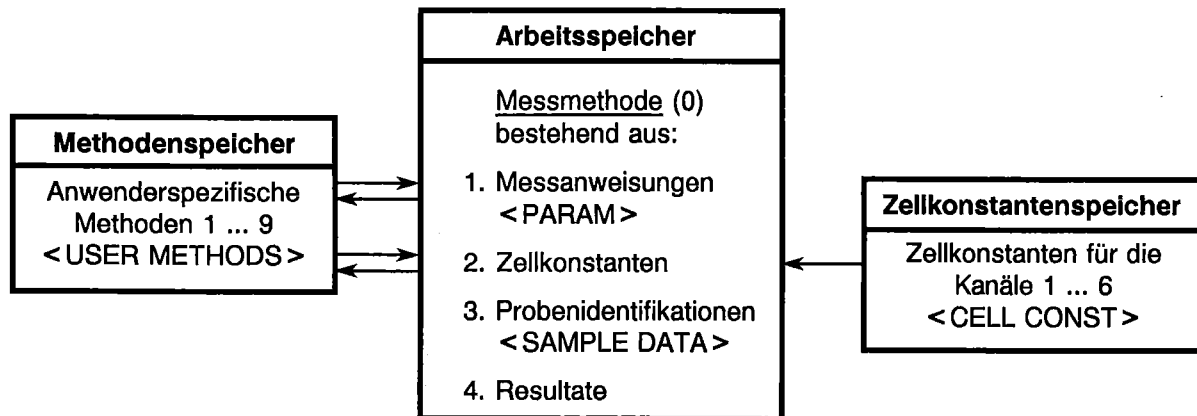 Methodenspeicher
Anwenderspezifische
Methoden 1 ... 9
<USER METHODS>
Arbeitsspeicher
Messmethode (0)
bestehend aus:
1. Messanweisungen
<PARAM>
2. Zellkonstanten
3. Probenidentifikationen
<SAMPLE DATA>
4. Resultate
Zellkonstantenspeicher
Zellkonstanten für die
Kanäle 1 ... 6
<CELL CONST>